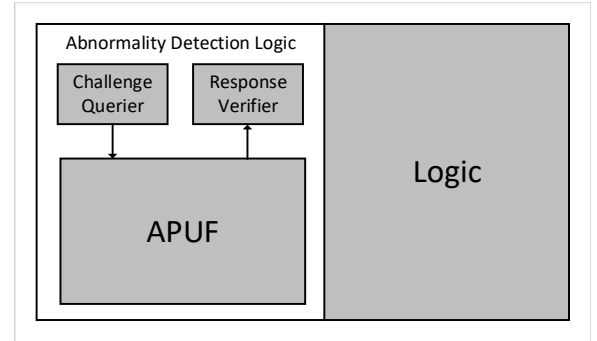 Abnormality Detection Logic
Challenge
Querier
Response
Verifier
APUF
Logic